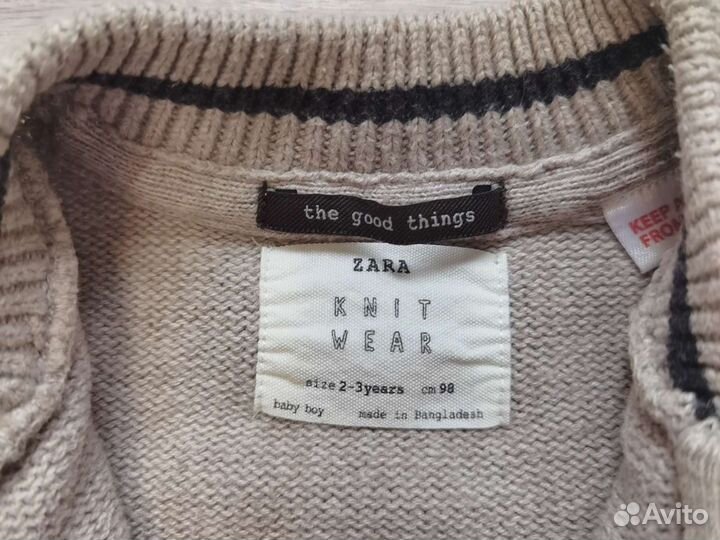 the good things
KEEP
FROM
ZARA
KNIT
WEAR
size 2-3years cm 98
baby boy made in Bangladesh
Avito